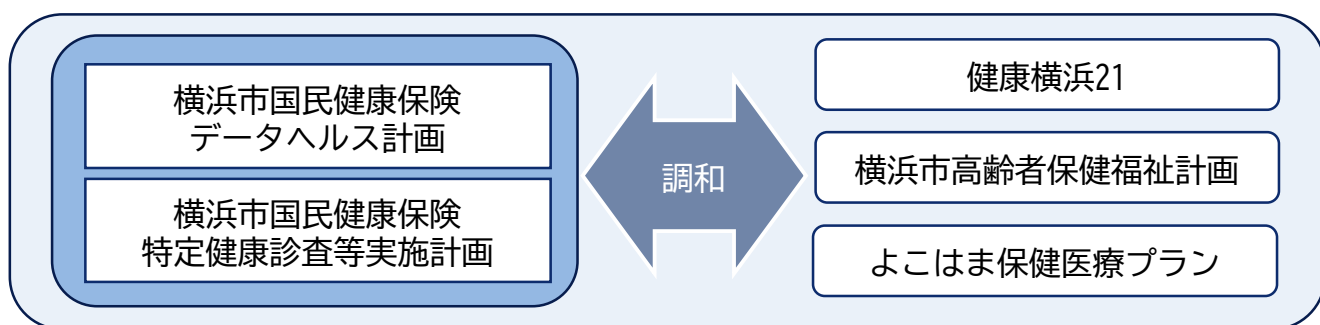 横浜市国民健康保険
データヘルス計画
横浜市国民健康保険
特定健康診査等実施計画
調和
健康横浜21
横浜市高齢者保健福祉計画
よこはま保健医療プラン